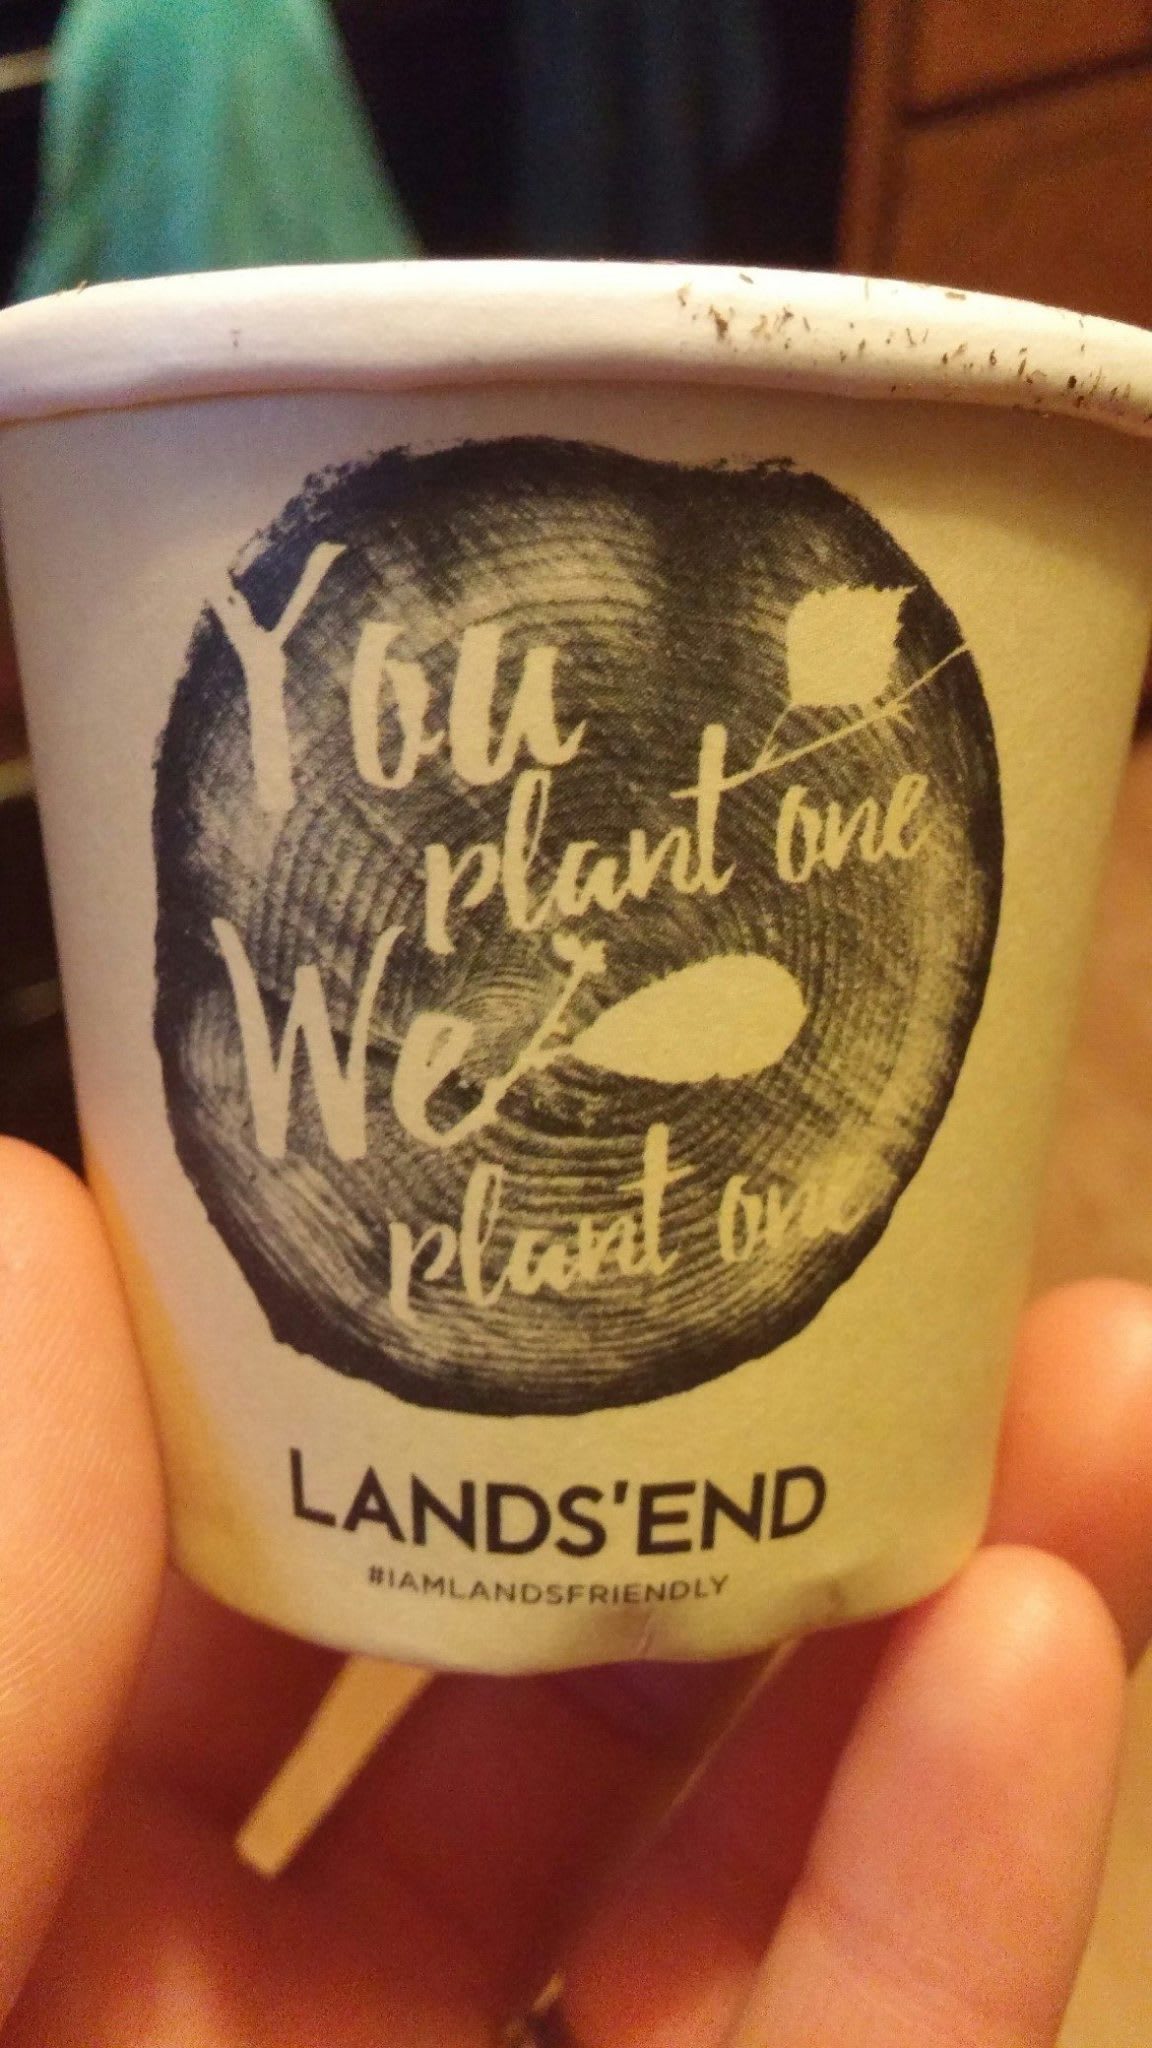 You
plant one
We
plant one
LANDS'END
#IAMLANDSFRIENDLY